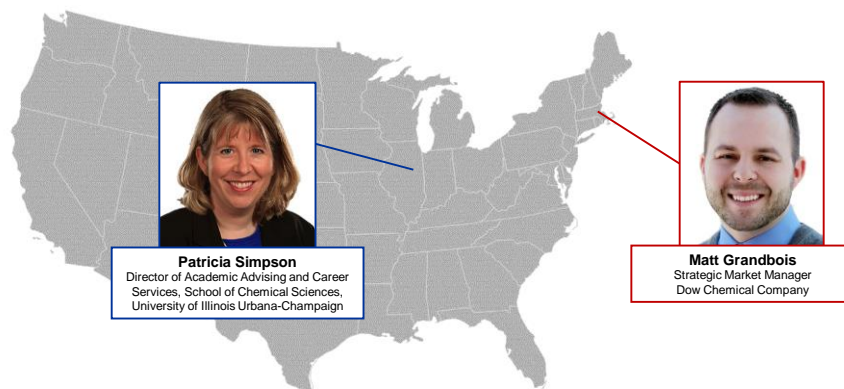 Patricia Simpson
Director of Academic Advising and Career
Services, School of Chemical Sciences,
University of Illinois Urbana-Champaign
Matt Grandbois
Strategic Market Manager
Dow Chemical Company